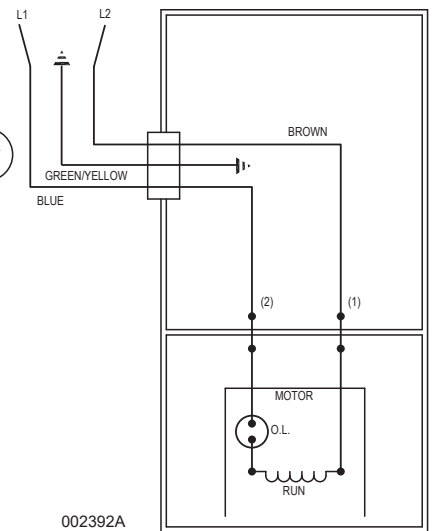 L1
L2
BROWN
GREEN/YELLOW
BLUE
(2)
(1)
MOTOR
O.L.
RUN
002392A